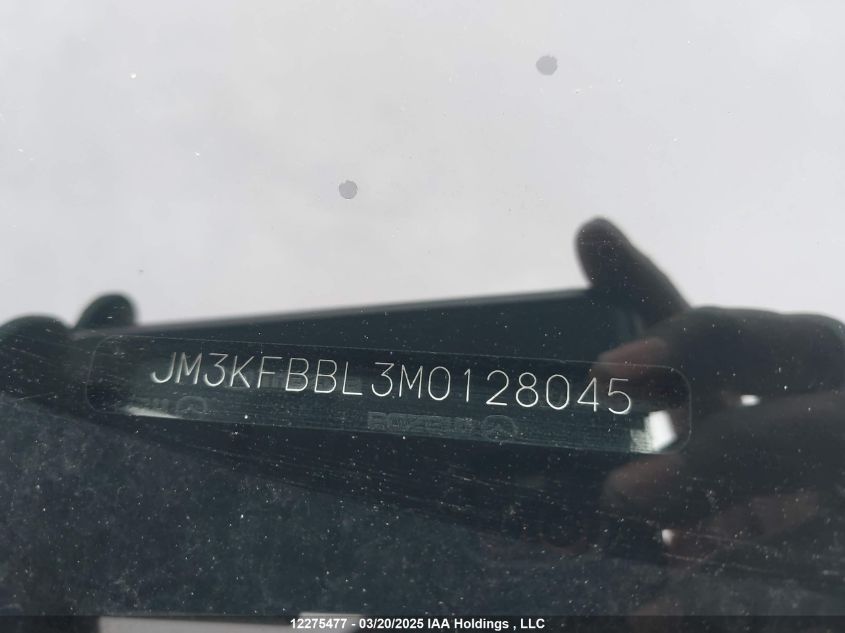 JM3KFBBL3M0128045
12275477 - 03/20/2025 IAA Holdings , LLC